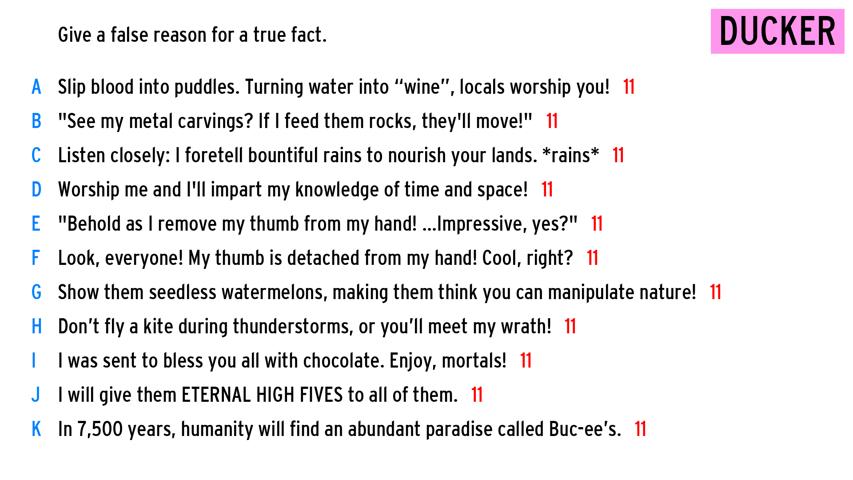 Give a false reason for a true fact.
DUCKER
A Slip blood into puddles. Turning water into “wine”, locals worship you! 11
B "See my metal carvings? If I feed them rocks, they'll move!" 11
C Listen closely: I foretell bountiful rains to nourish your lands. *rains* 11
D Worship me and I'll impart my knowledge of time and space! 11
E "Behold as I remove my thumb from my hand! ...Impressive, yes?" 11
F Look, everyone! My thumb is detached from my hand! Cool, right? 11
G Show them seedless watermelons, making them think you can manipulate nature! 11
H Don’t fly a kite during thunderstorms, or you’ll meet my wrath! 11
I I was sent to bless you all with chocolate. Enjoy, mortals! 11
J I will give them ETERNAL HIGH FIVES to all of them. 11
K In 7,500 years, humanity will find an abundant paradise called Buc-ee’s. 11